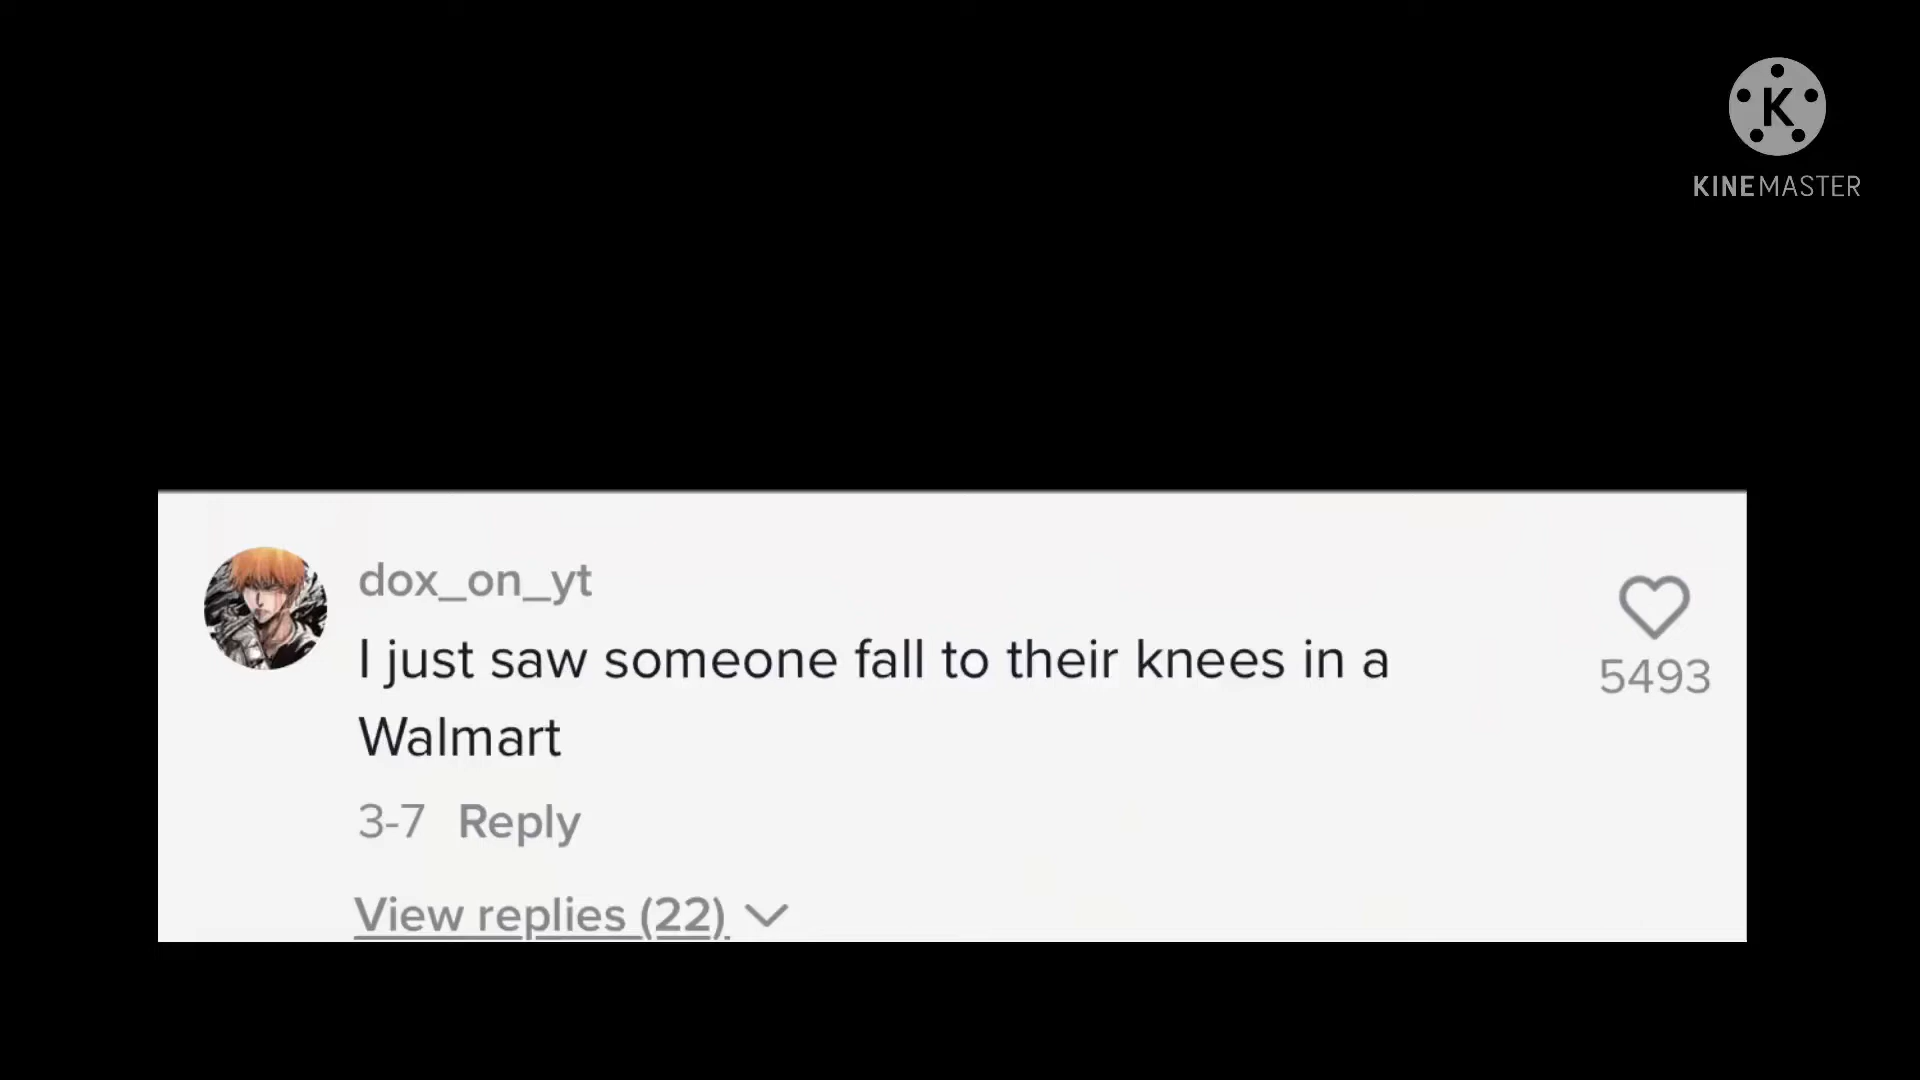 K
KINEMASTER
dox_on_yt
I just saw someone fall to their knees in a
Walmart
5493
3-7 Reply
View replies (22)